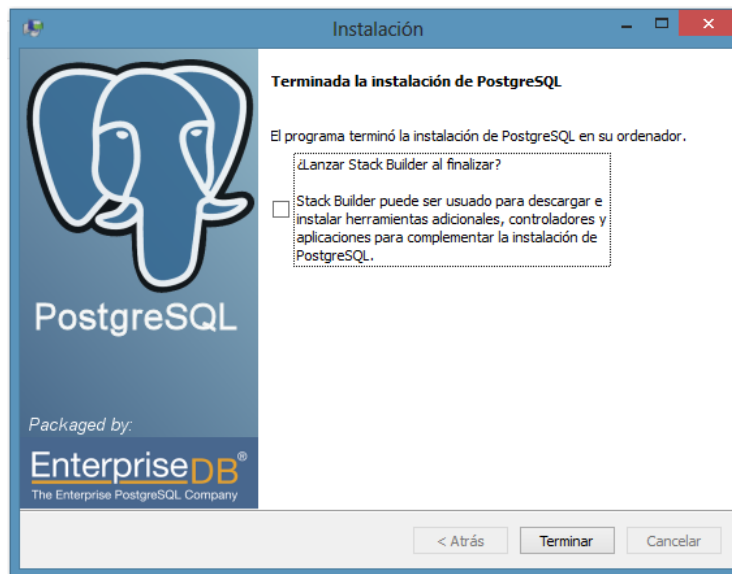 Instalación
Terminada la instalación de PostgreSQL
El programa terminó la instalación de PostgreSQL en su ordenador.
¿Lanzar Stack Builder al finalizar?
Stack Builder puede ser usado para descargar e
instalar herramientas adicionales, controladores y
aplicaciones para complementar la instalación de
PostgreSQL.
PostgreSQL
Packaged by:
EnterpriseDB®
The Enterprise PostgreSQL Company
< Atrás
Terminar
Cancelar